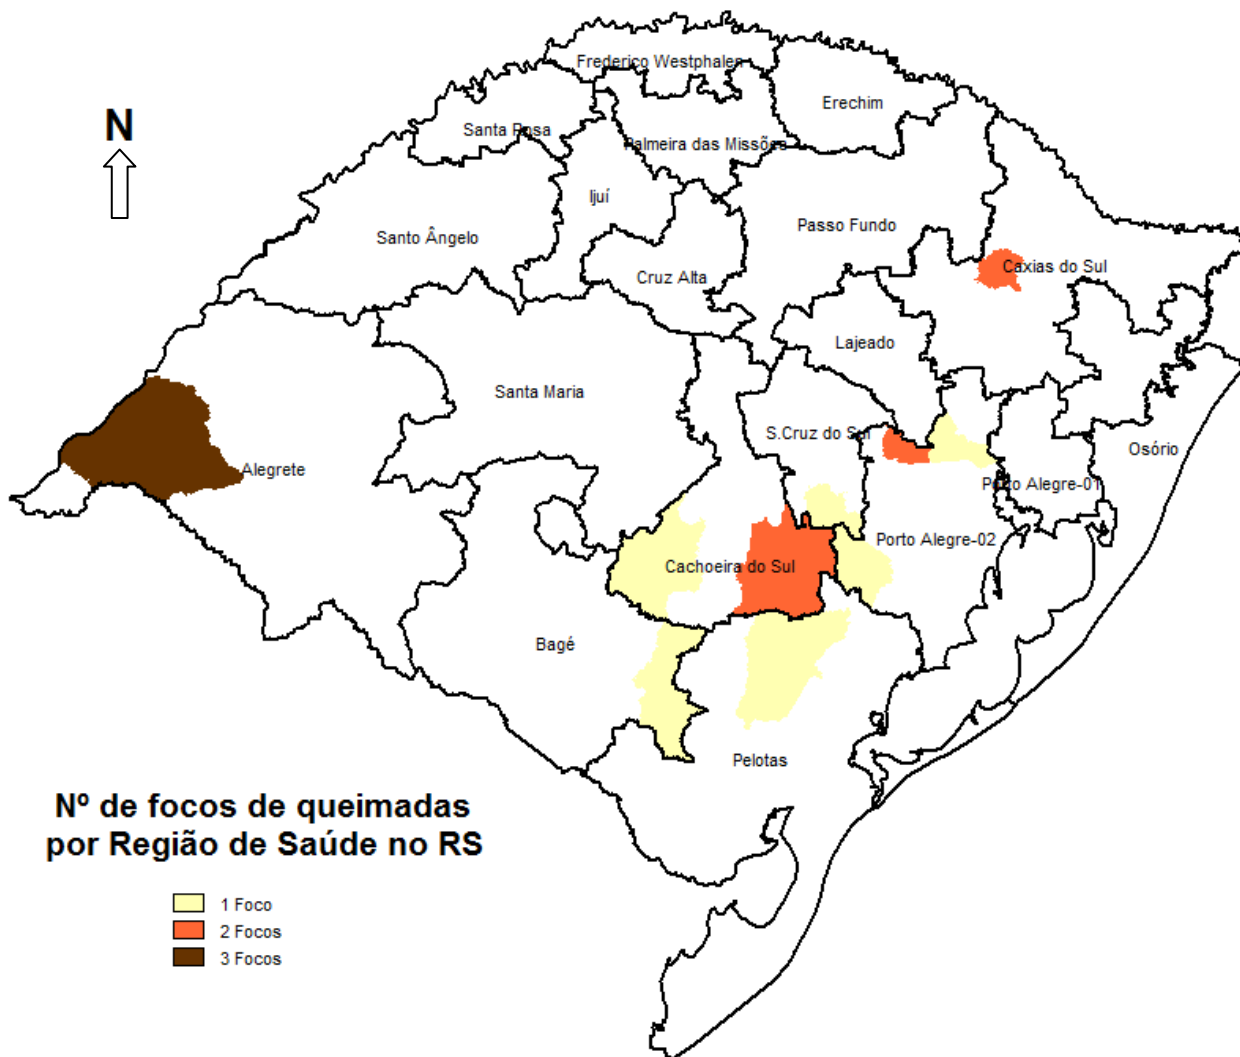 Frederico Westphalen
Erechim
N
Santa Rosa
Palmeira das Missões
Ijuí
Passo Fundo
Santo Ângelo
Caxias do Sul
Cruz Alta
Lajeado
Santa Maria
S.Cruz do Sul
Osório
Alegrete
Porto Alegre-01
Porto Alegre-02
Cachoeira do Sul
Bagé
Pelotas
Nº de focos de queimadas
por Região de Saúde no RS
1 Foco
2 Focos
3 Focos